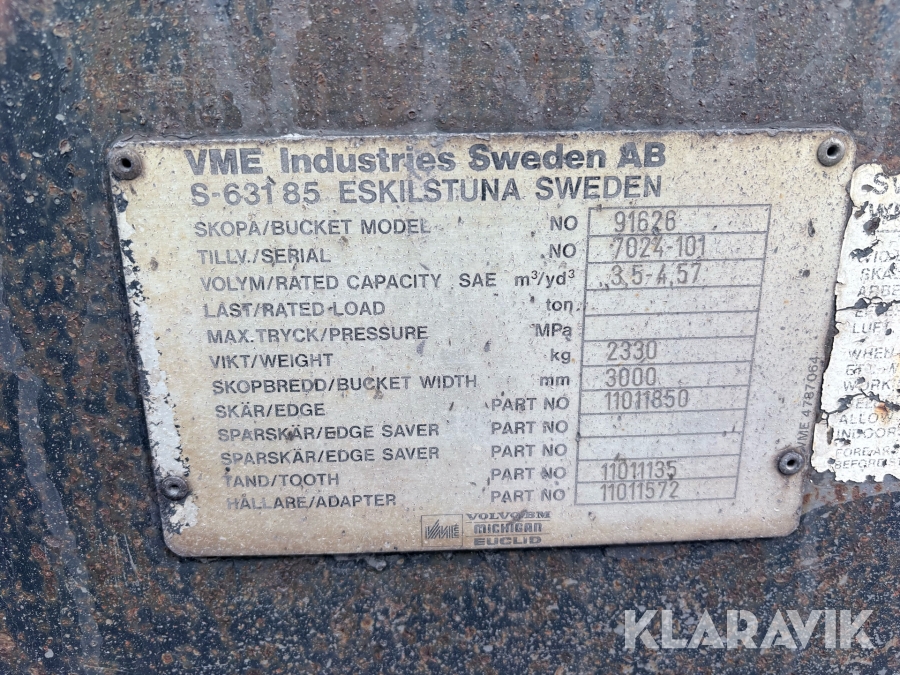 VME Industries Sweden AB
S-631 85 ESKILSTUNA SWEDEN
SKOPA/BUCKET MODEL NO 91626
TILLV./SERIAL NO 7024-101
VOLYM/RATED CAPACITY SAE m³/yd³ 3,5-4,57
LAST/RATED LOAD ton
MAX. TRYCK/PRESSURE MPa
VIKT/WEIGHT kg 2330
SKOPBREDD/BUCKET WIDTH mm 3000
SKÄR/EDGE PART NO 11011850
SPARSKÄR/EDGE SAVER PART NO
SPARSKÄR/EDGE SAVER PART NO
TAND/TOOTH PART NO 11011135
HÅLLARE/ADAPTER PART NO 11011572
VME
VOLVO BM
MICHIGAN
EUCLID
VME 4787064
WHEN
WORK
KLARAVIK